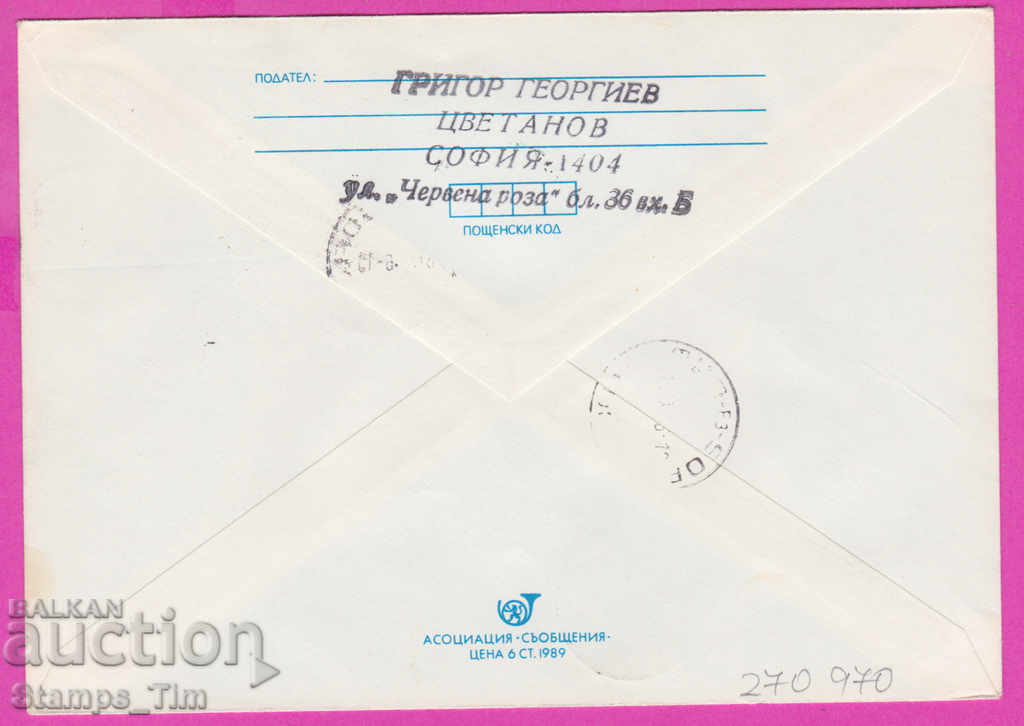 ПОДАТЕЛ:
ГРИГОР ГЕОРГИЕВ
ЦВЕТАНОВ
СОФИЯ-1404
ул. „Червена роза“ бл. 36 вх. Б
ПОЩЕНСКИ КОД
АСОЦИАЦИЯ·СЪОБЩЕНИЯ·
ЦЕНА 6 СТ. 1989
BALKAN
auction
Stamps_Tim
270 970